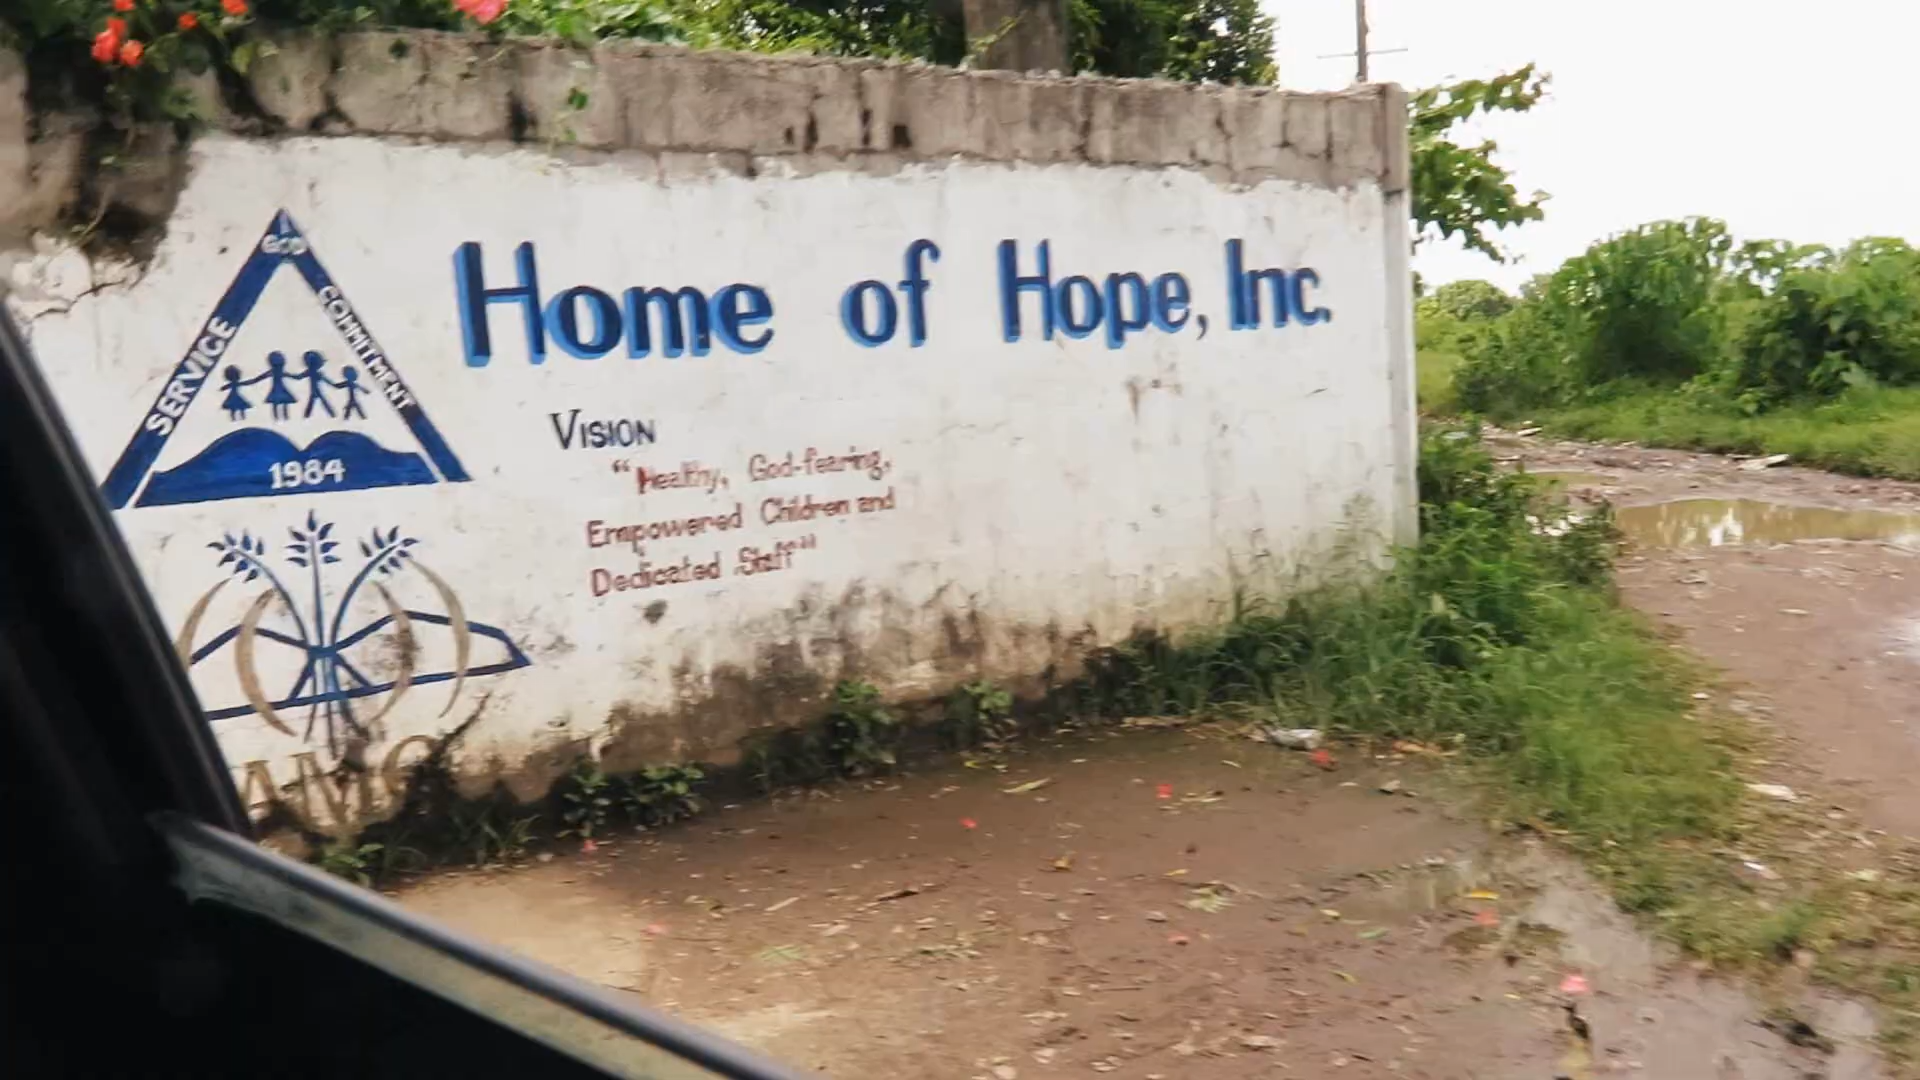 GOD
SERVICE
COMMITMENT
1984
Home of Hope, Inc.
VISION
"Healthy, God-fearing,
Empowered Children and
Dedicated Staff"